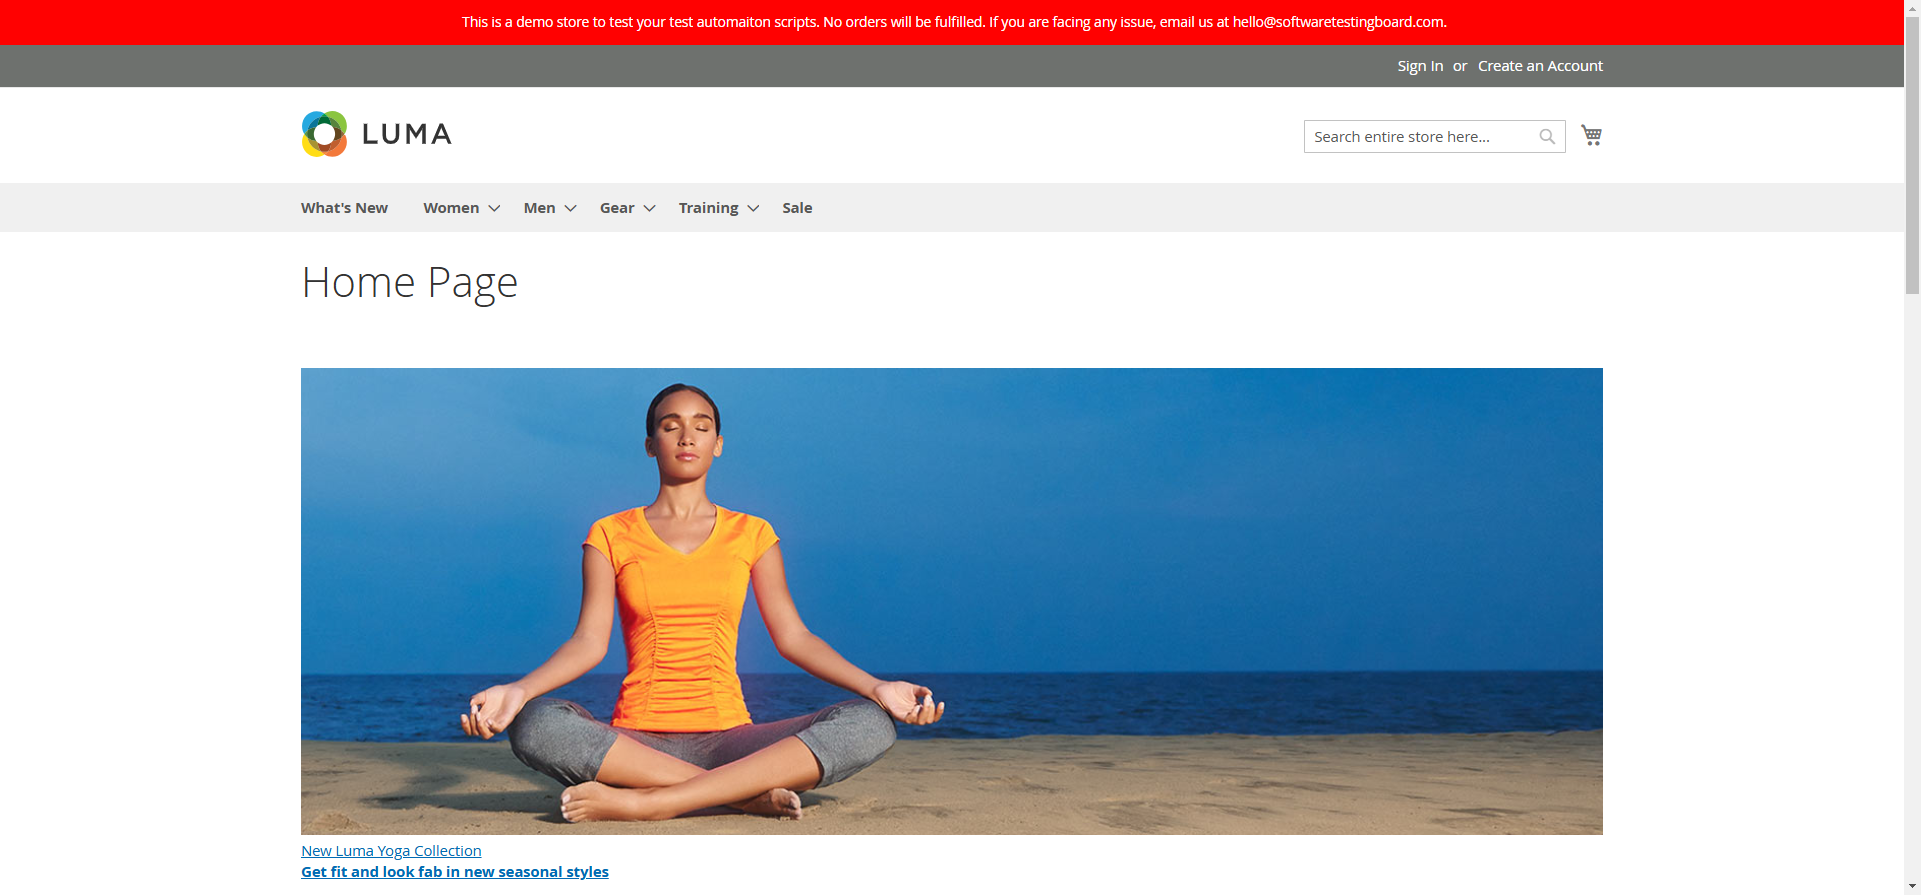 This is a demo store to test your test automaiton scripts. No orders will be fulfilled. If you are facing any issue, email us at hello@softwaretestingboard.com.
Sign In or Create an Account
LUMA
Search entire store here...
What's New Women Men Gear Training Sale
Home Page
New Luma Yoga Collection
Get fit and look fab in new seasonal styles